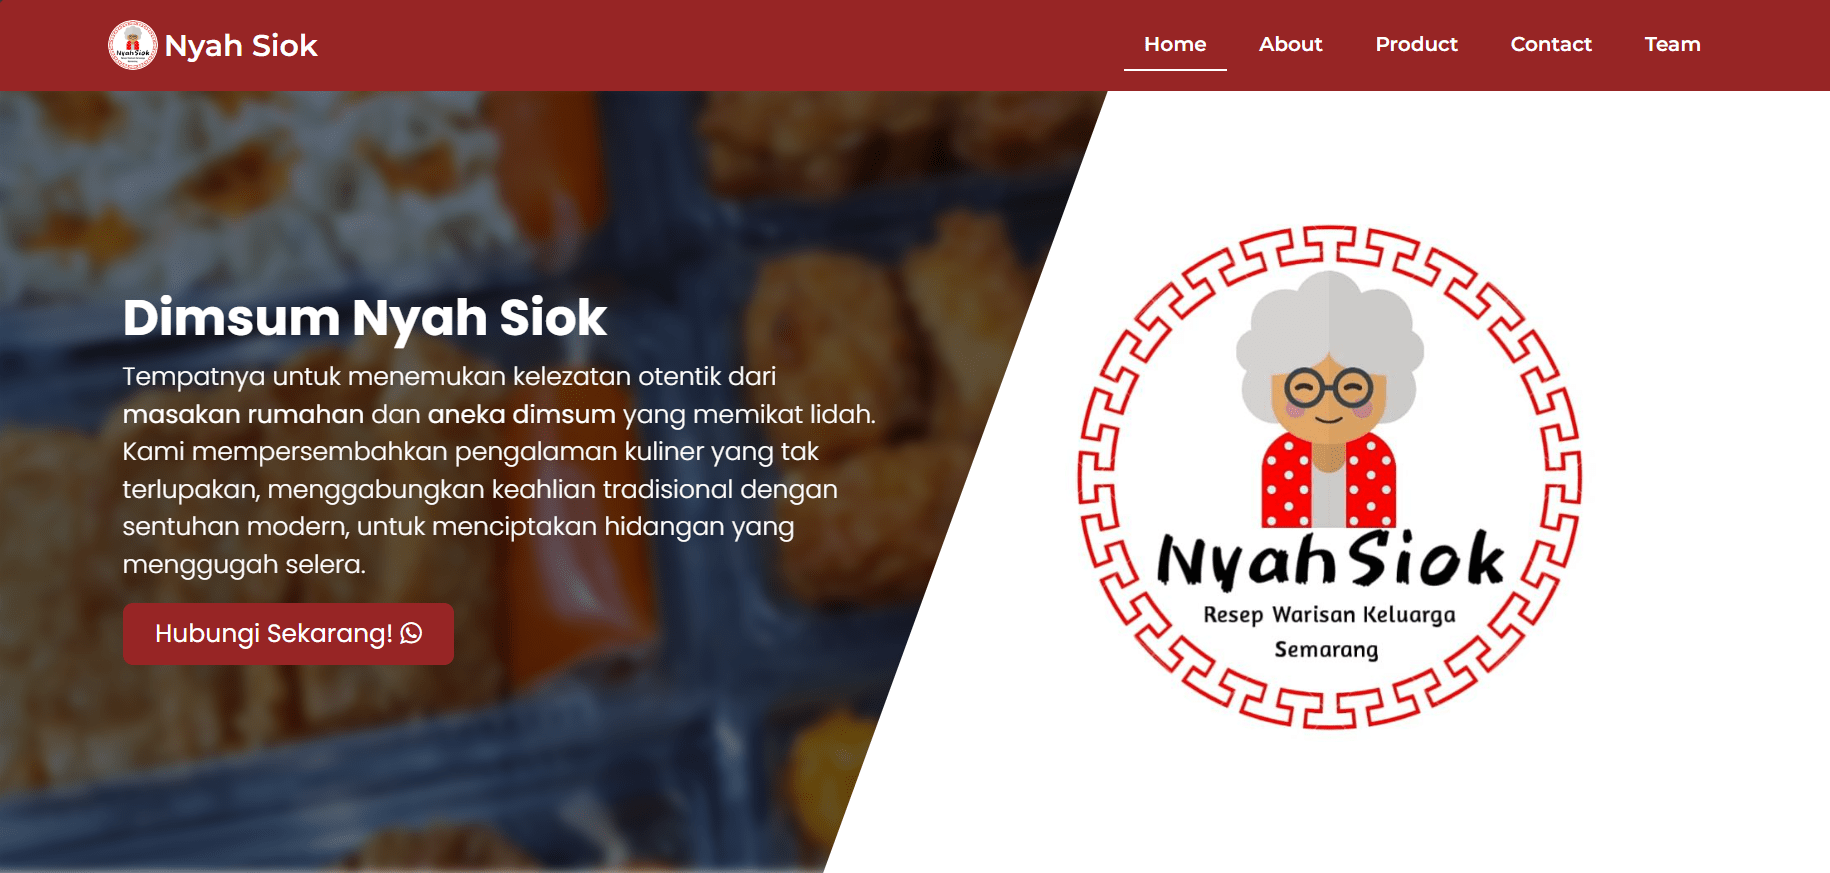 Nyah Siok
Home About Product Contact Team
Dimsum Nyah Siok
Tempatnya untuk menemukan kelezatan otentik dari
masakan rumahan dan aneka dimsum yang memikat lidah.
Kami mempersembahkan pengalaman kuliner yang tak
terlupakan, menggabungkan keahlian tradisional dengan
sentuhan modern, untuk menciptakan hidangan yang
menggugah selera.
Hubungi Sekarang!
NyahSiok
Resep Warisan Keluarga
Semarang